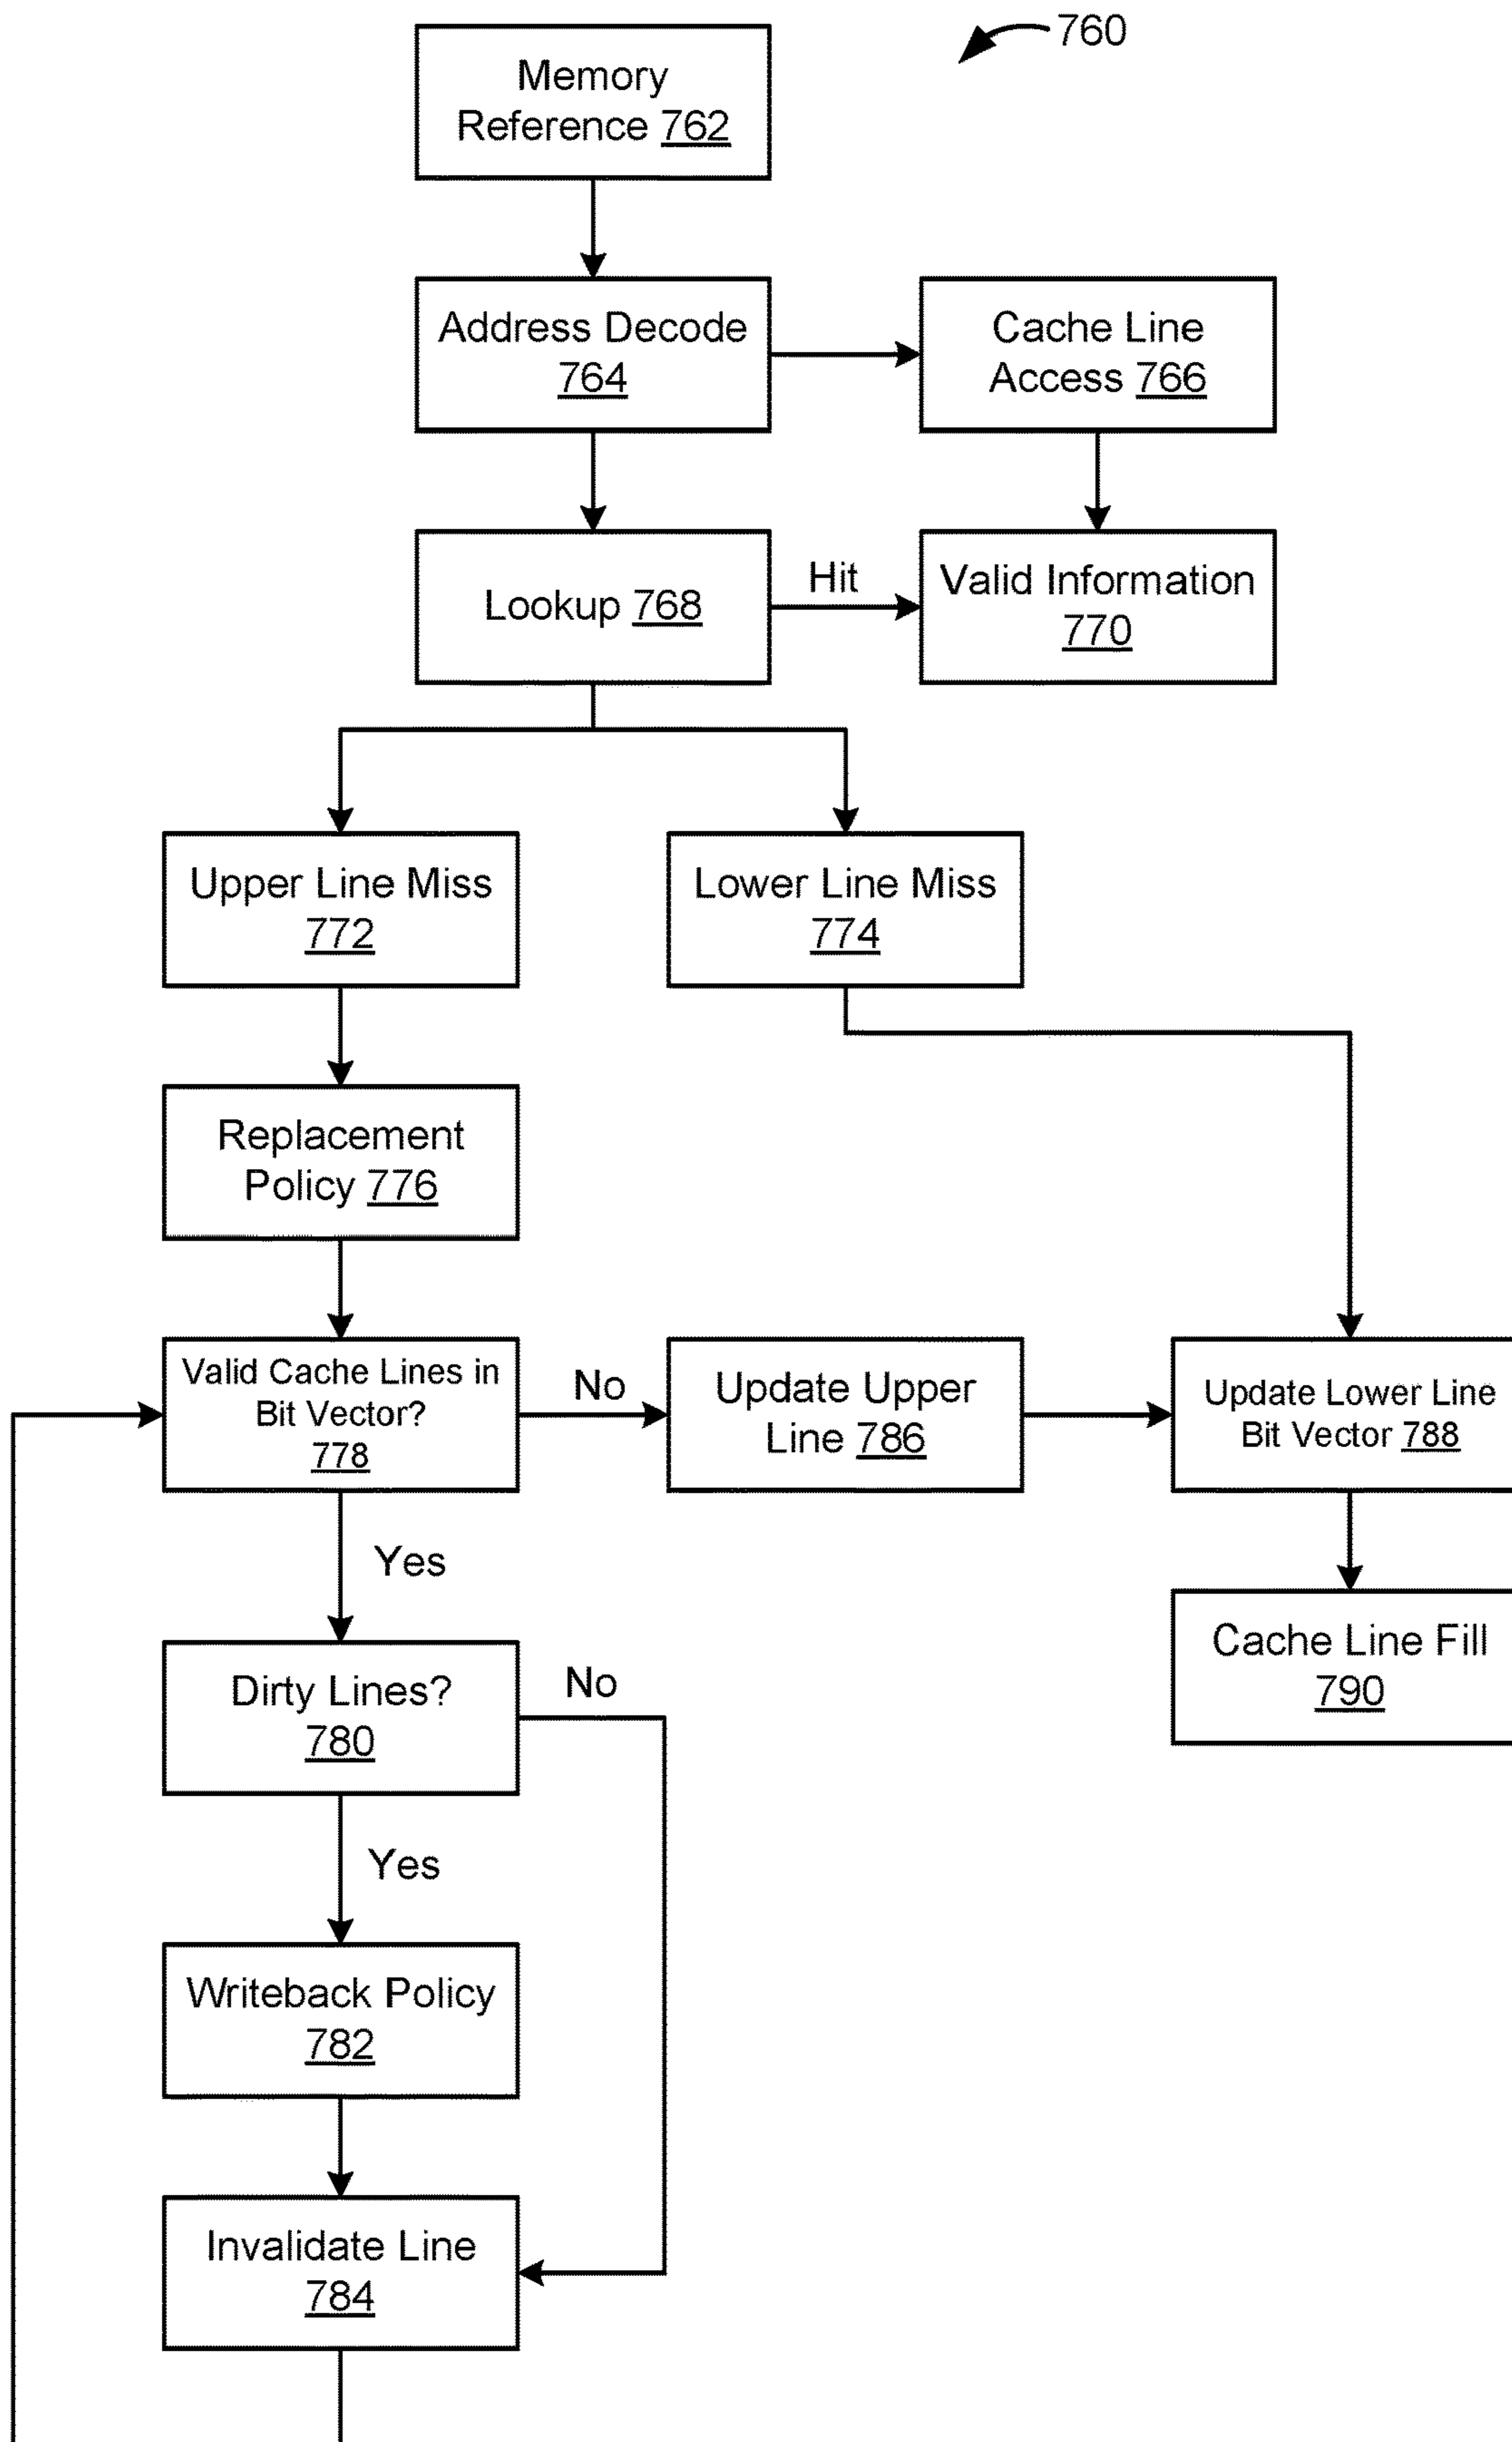 760
Memory
Reference 762
Address Decode
764
Cache Line
Access 766
Lookup 768
Hit
Valid Information
770
Upper Line Miss
772
Lower Line Miss
774
Replacement
Policy 776
Valid Cache Lines in
Bit Vector?
778
No
Update Upper
Line 786
Update Lower Line
Bit Vector 788
Yes
Cache Line Fill
790
Dirty Lines?
780
No
Yes
Writeback Policy
782
Invalidate Line
784